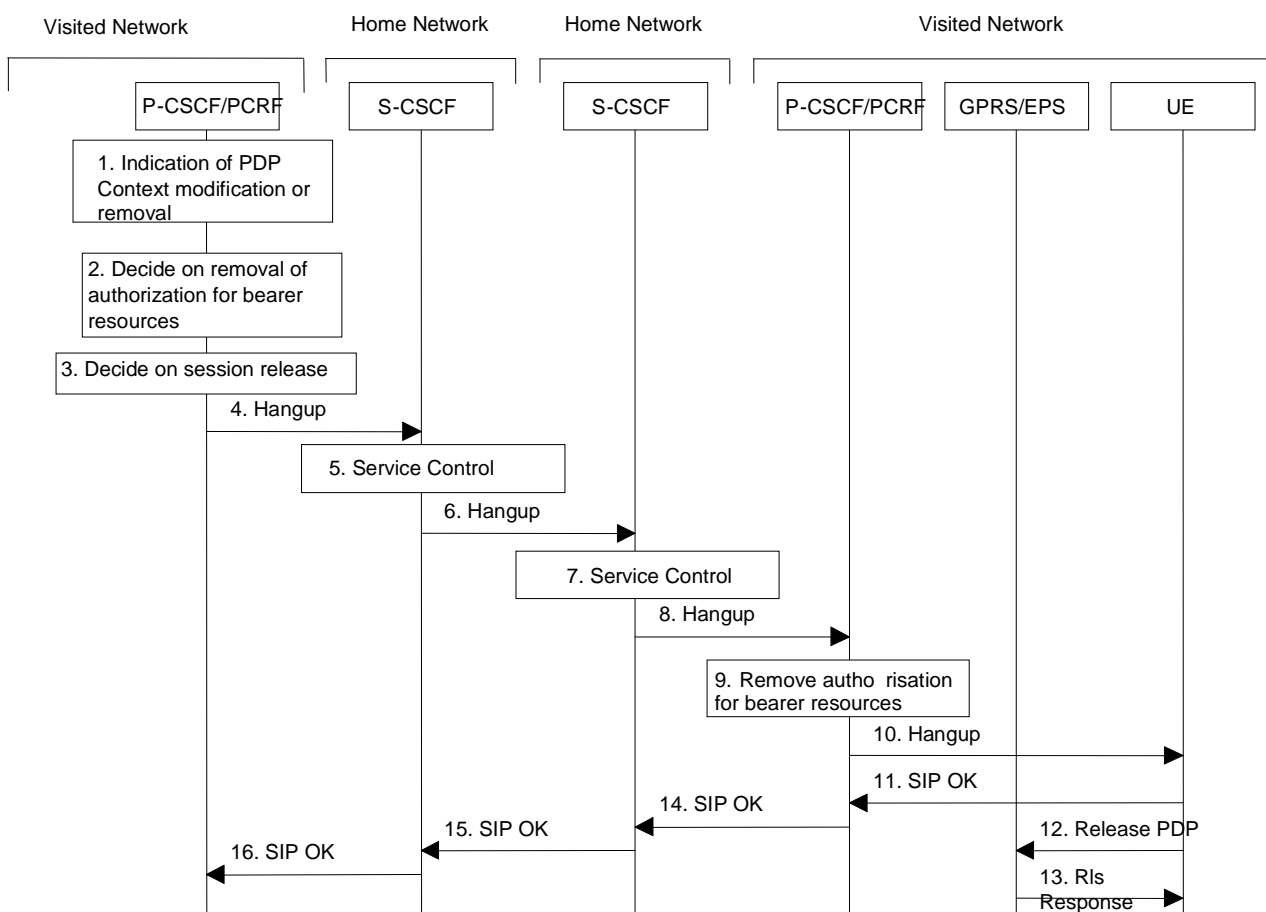 Visited Network
Home Network
Home Network
Visited Network
P-CSCF/PCRF
S-CSCF
S-CSCF
P-CSCF/PCRF
GPRS/EPS
UE
1. Indication of PDP
Context modification or
removal
2. Decide on removal of
authorization for bearer
resources
3. Decide on session release
4. Hangup
5. Service Control
6. Hangup
7. Service Control
8. Hangup
9. Remove autho risation
for bearer resources
10. Hangup
11. SIP OK
14. SIP OK
15. SIP OK
12. Release PDP
16. SIP OK
13. Rls
Response